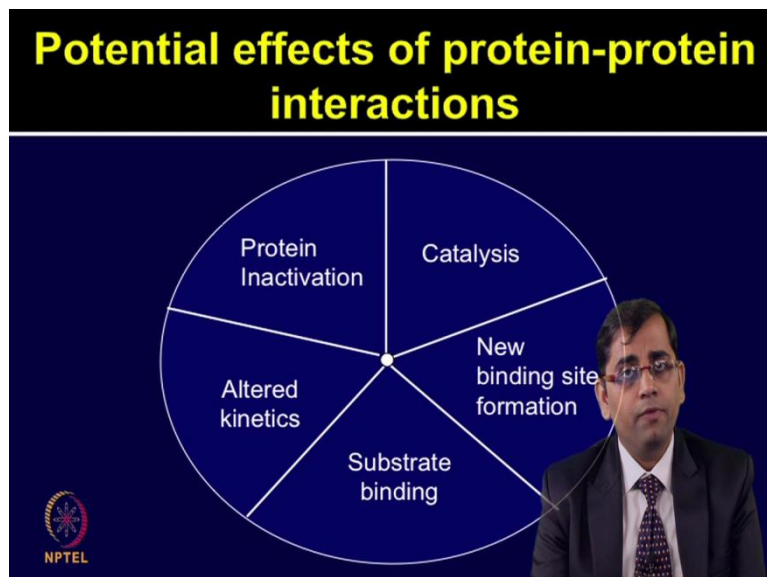 Potential effects of protein-protein
interactions
Protein
Inactivation
Catalysis
New
binding site
formation
Altered
kinetics
Substrate
binding
NPTEL